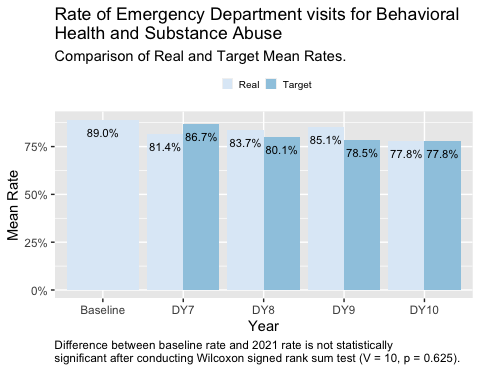 Rate of Emergency Department visits for Behavioral
Health and Substance Abuse
Comparison of Real and Target Mean Rates.
Real Target
89.0%
81.4%
86.7%
83.7%
80.1%
85.1%
78.5%
77.8%
77.8%
75%
50%
25%
0%
Mean Rate
Baseline DY7 DY8 DY9 DY10
Year
Difference between baseline rate and 2021 rate is not statistically
significant after conducting Wilcoxon signed rank sum test (V = 10, p = 0.625).